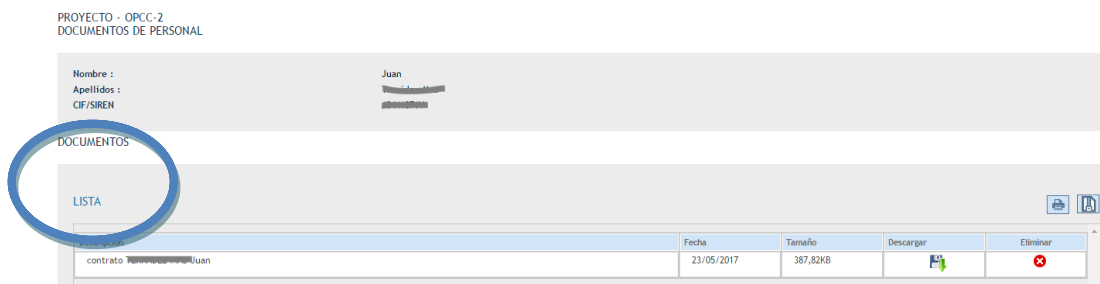 PROYECTO - OPCC-2
DOCUMENTOS DE PERSONAL
Nombre : Juan
Apellidos :
CIF/SIREN
DOCUMENTOS
LISTA
Descripción Fecha Tamaño Descargar Eliminar
contrato Juan 23/05/2017 387,82KB